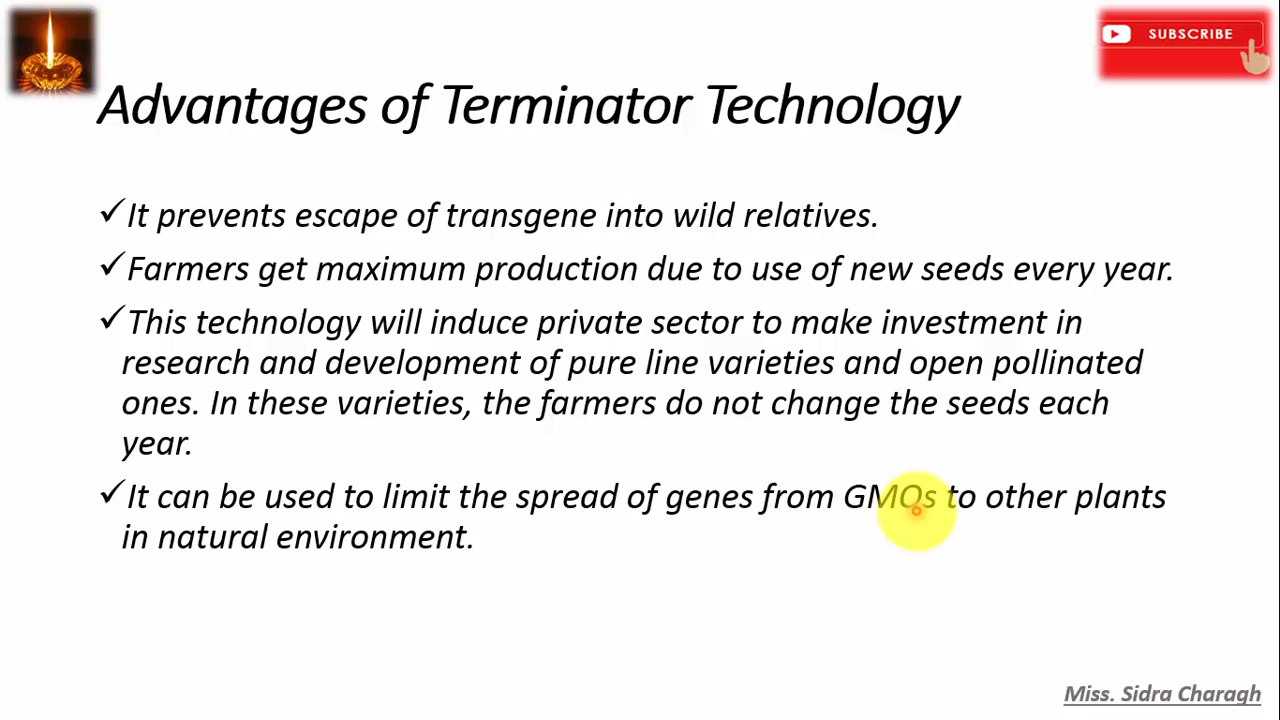 SUBSCRIBE
Advantages of Terminator Technology
✓It prevents escape of transgene into wild relatives.
✓Farmers get maximum production due to use of new seeds every year.
✓This technology will induce private sector to make investment in
research and development of pure line varieties and open pollinated
ones. In these varieties, the farmers do not change the seeds each
year.
✓It can be used to limit the spread of genes from GMOs to other plants
in natural environment.
Miss. Sidra Charagh